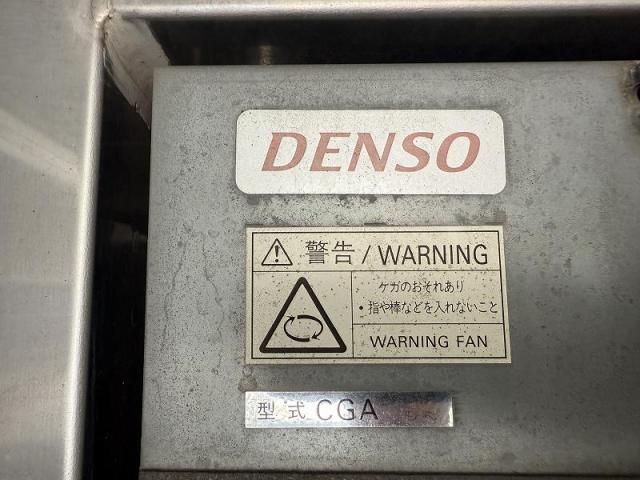 DENSO
警告/WARNING
ケガのおそれあり
・指や棒などを入れないこと
WARNING FAN
型式 CGA